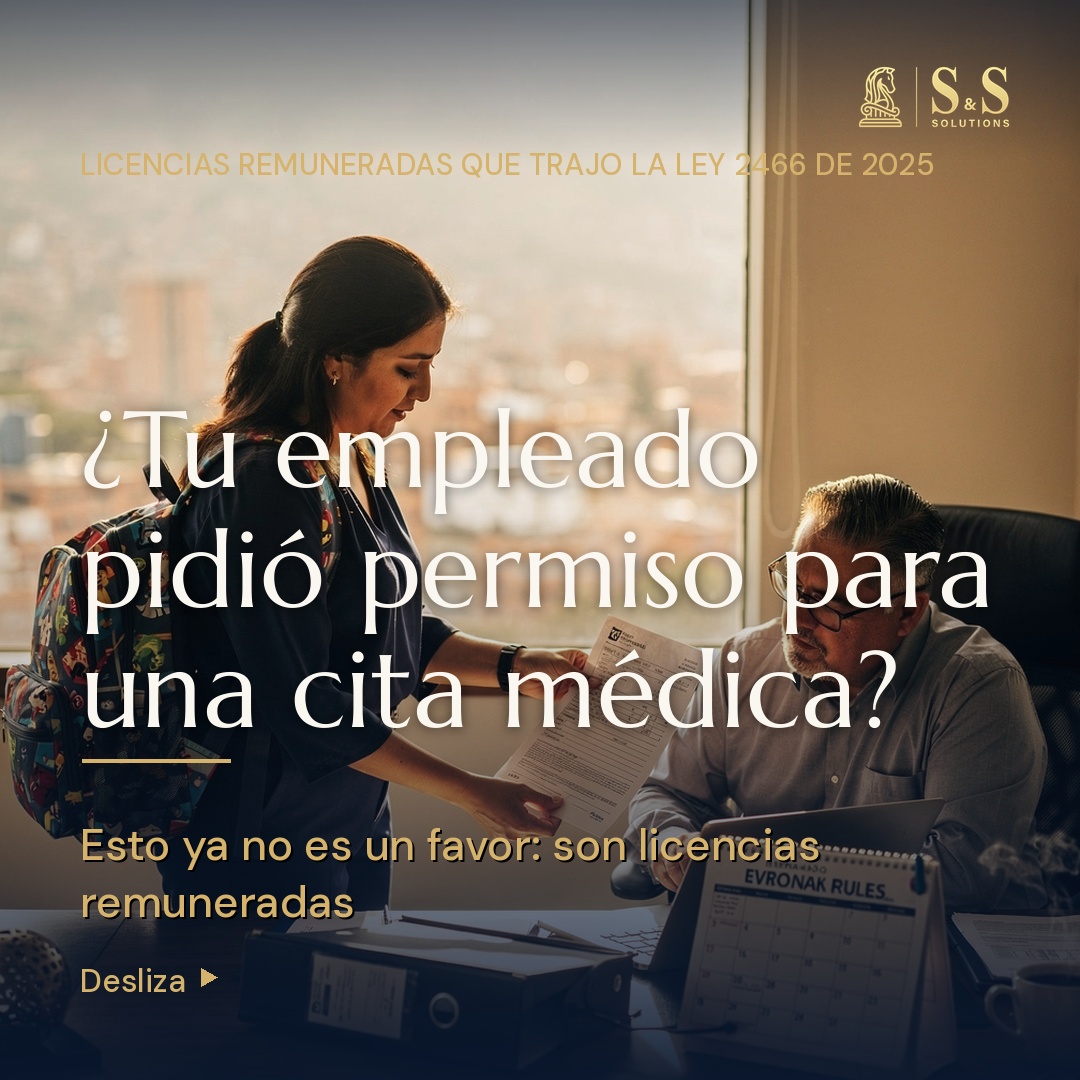 S&S
SOLUTIONS
LICENCIAS REMUNERADAS QUE TRAJO LA LEY 2466 DE 2025
¿Tu empleado
pidió permiso para
una cita médica?
Esto ya no es un favor: son licencias
remuneradas
EVRONAK RULES
Desliza